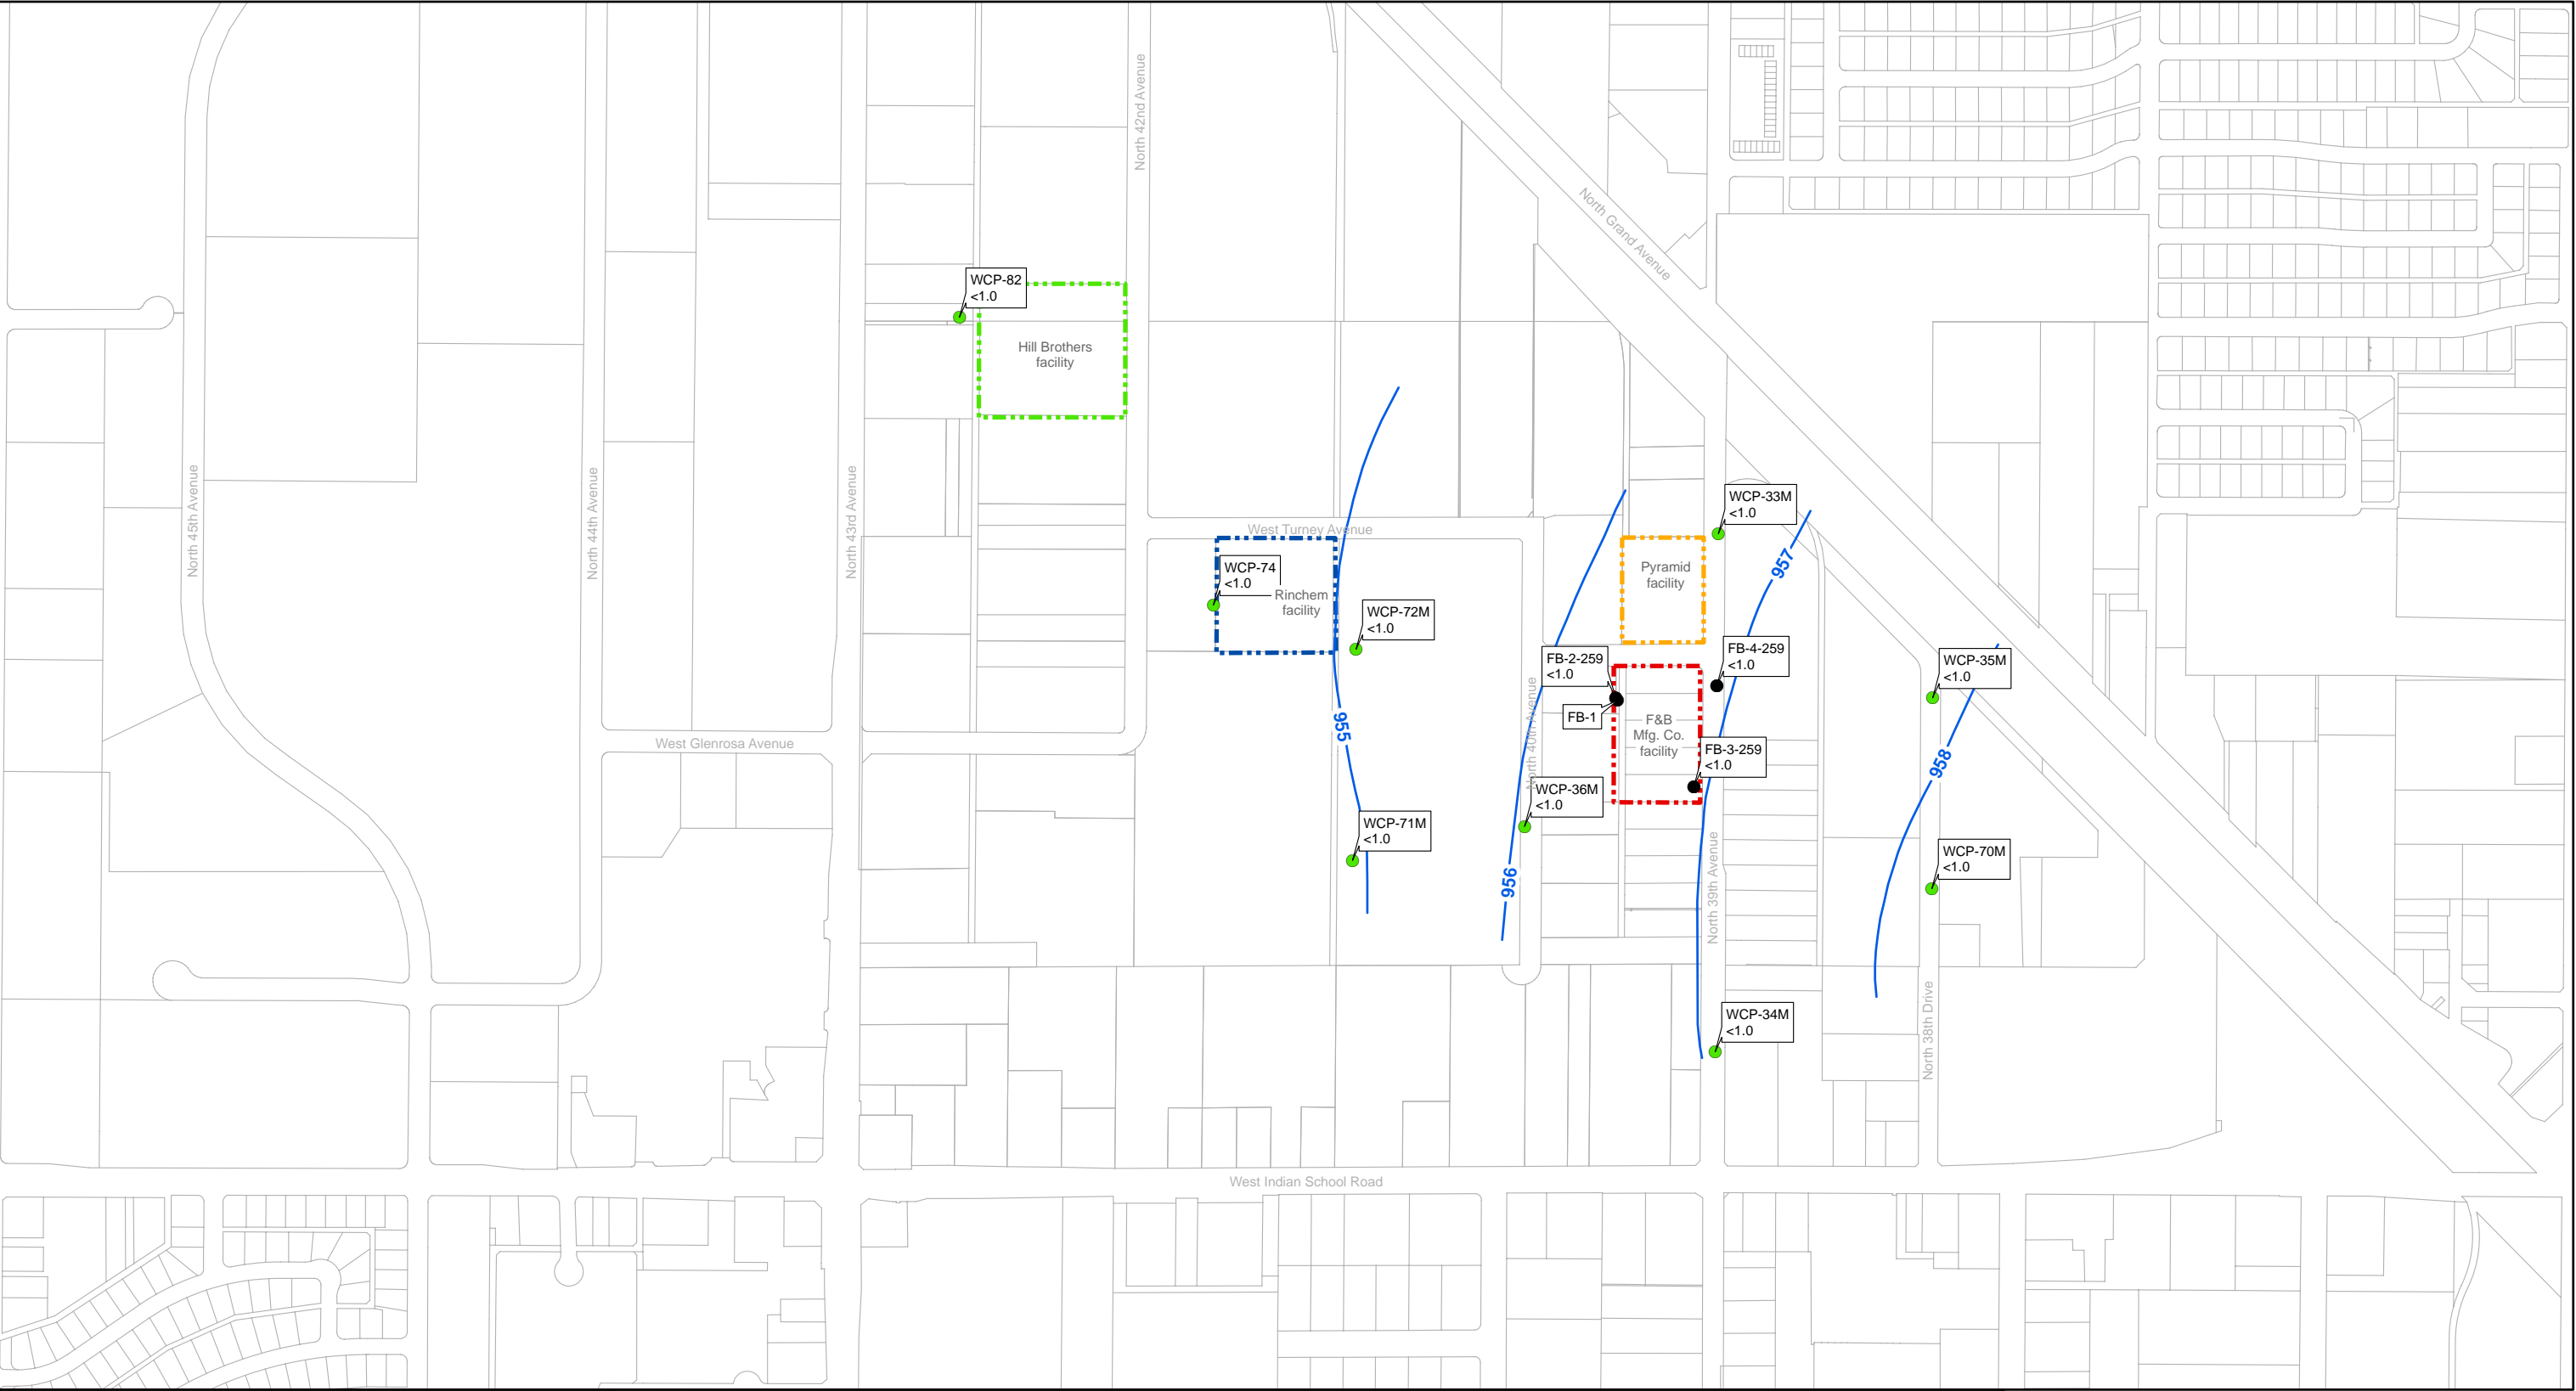 North 42nd Avenue
North Grand Avenue
WCP-82
<1.0
Hill Brothers
facility
North 45th Avenue
North 44th Avenue
North 43rd Avenue
West Turney Avenue
WCP-33M
<1.0
957
WCP-74
<1.0
Rinchem
facility
Pyramid
facility
WCP-72M
<1.0
FB-2-259
<1.0
FB-4-259
<1.0
WCP-35M
<1.0
FB-1
F&B
Mfg. Co.
facility
955
North 40th Avenue
West Glenrosa Avenue
FB-3-259
<1.0
958
WCP-36M
<1.0
WCP-71M
<1.0
956
North 39th Avenue
WCP-70M
<1.0
WCP-34M
<1.0
North 38th Drive
West Indian School Road